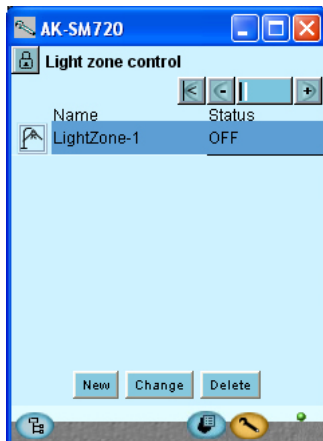 AK-SM720
Light zone control
Name Status
LightZone-1 OFF
New Change Delete